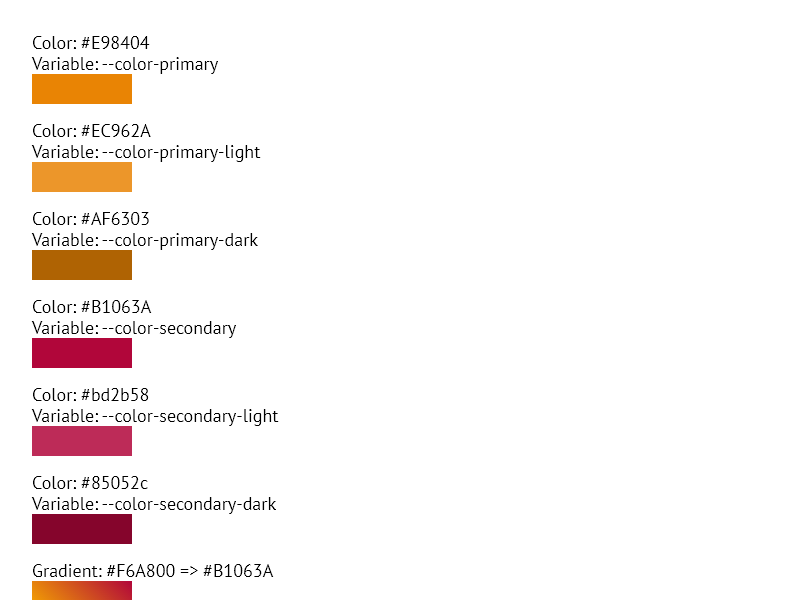 Color: #E98404
Variable: --color-primary
Color: #EC962A
Variable: --color-primary-light
Color: #AF6303
Variable: --color-primary-dark
Color: #B1063A
Variable: --color-secondary
Color: #bd2b58
Variable: --color-secondary-light
Color: #85052c
Variable: --color-secondary-dark
Gradient: #F6A800 => #B1063A